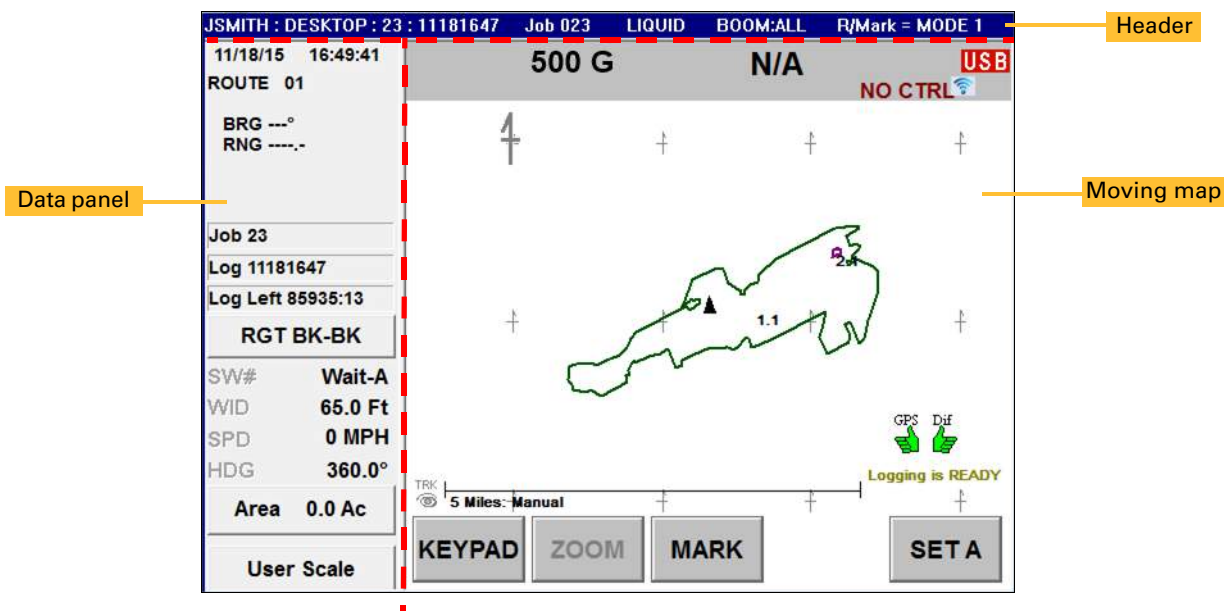 JSMITH : DESKTOP : 23 : 11181647 Job 023 LIQUID BOOM:ALL R/Mark = MODE 1
Header
11/18/15 16:49:41
ROUTE 01
BRG ---°
RNG ----.-
500 G
N/A
USB
NO CTRL
Data panel
Moving map
Job 23
Log 11181647
Log Left 85935:13
RGT BK-BK
SW# Wait-A
WID 65.0 Ft
SPD 0 MPH
HDG 360.0°
Area 0.0 Ac
User Scale
1.1
GPS Dif
Logging is READY
TRK
5 Miles: Manual
KEYPAD
ZOOM
MARK
SET A